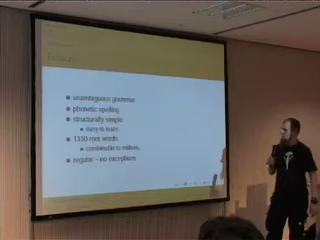 unambiguous grammar
phonetic spelling
structurally simple
easy to learn
1350 root words
combinable to millions
regular – no exceptions